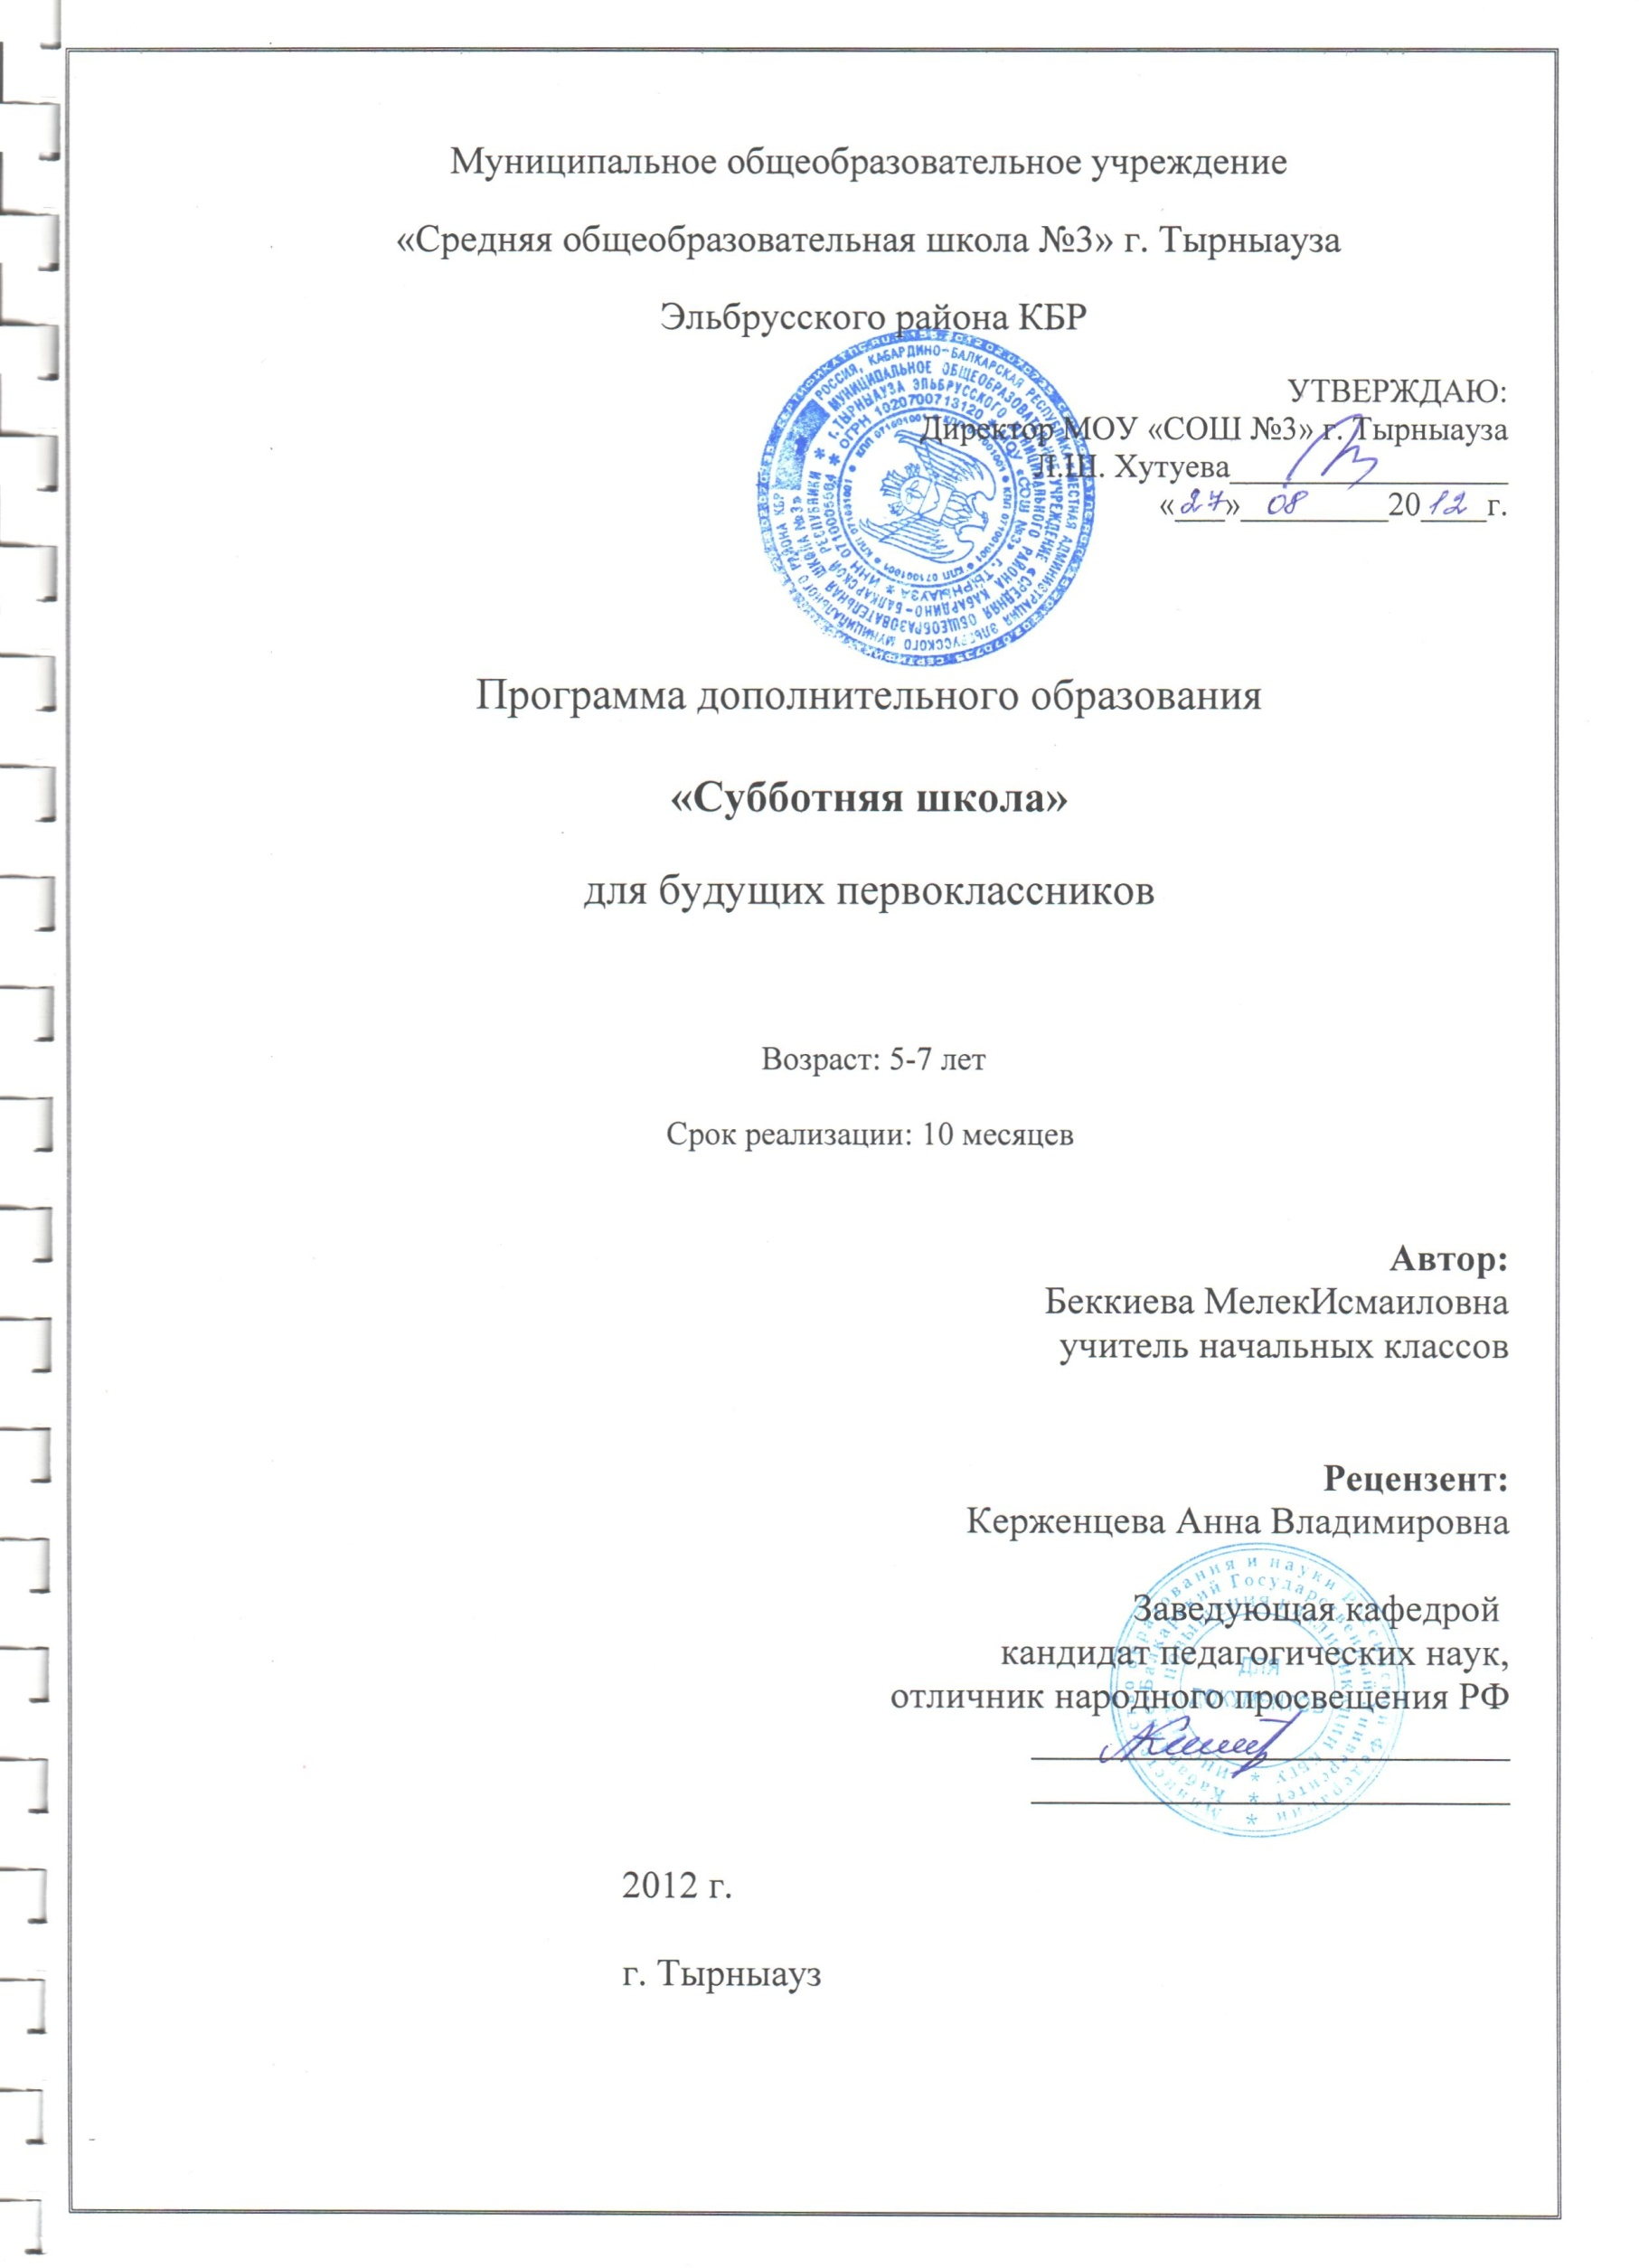 Муниципальное общеобразовательное учреждение
«Средняя общеобразовательная школа №3» г. Тырныауза
Эльбрусского района КБР
УТВЕРЖДАЮ:
Директор МОУ «СОШ №3» г. Тырныауза
Л.Ш. Хутуева
«27» 08 2012 г.
Программа дополнительного образования
«Субботняя школа»
для будущих первоклассников
Возраст: 5-7 лет
Срок реализации: 10 месяцев
Автор:
Беккиева МелекИсмаиловна
учитель начальных классов
Рецензент:
Керженцева Анна Владимировна
Заведующая кафедрой
кандидат педагогических наук,
отличник народного просвещения РФ
ДЛЯ
ДОКУМЕНТОВ
2012 г.
г. Тырныауз